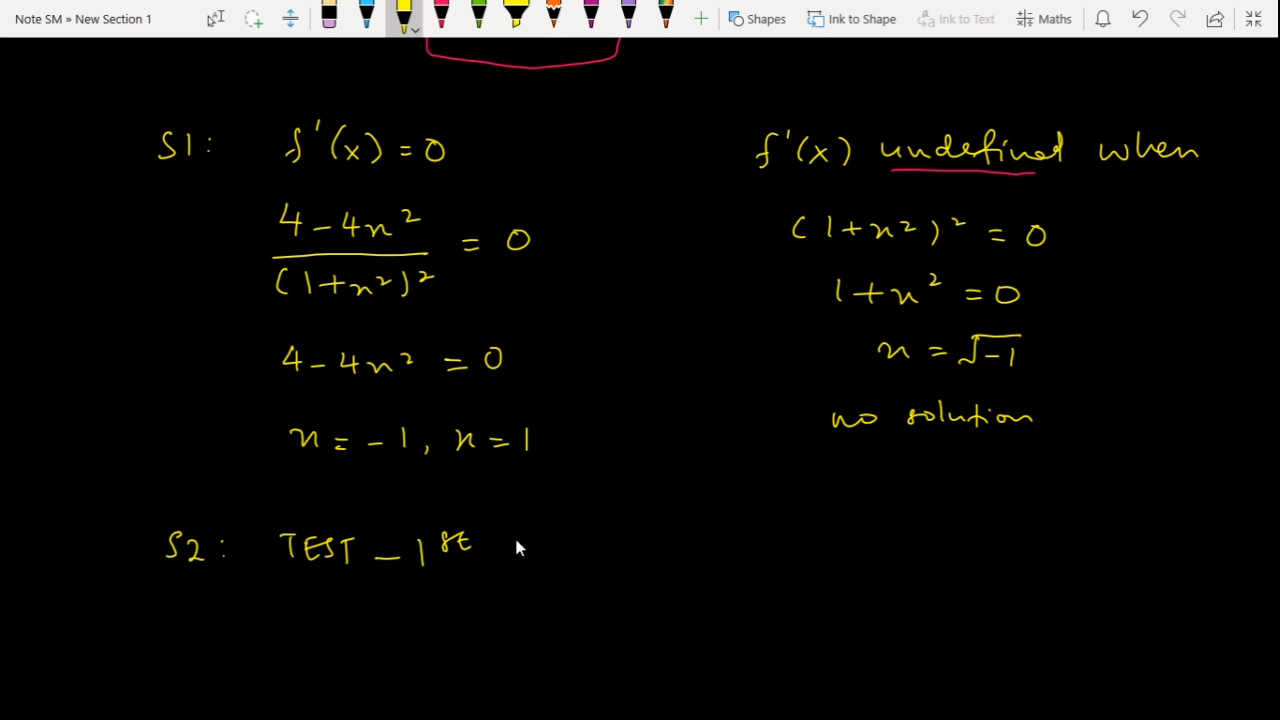 Note SM » New Section 1
Shapes
Ink to Shape
Ink to Text
Maths
S1: f'(x) = 0
4 - 4x²
(1+x²)²
= 0
4 - 4x² = 0
x = -1, x = 1
f'(x) undefined when
(1+x²)² = 0
1+x² = 0
x = √-1
no solution
S2: TEST - 1st